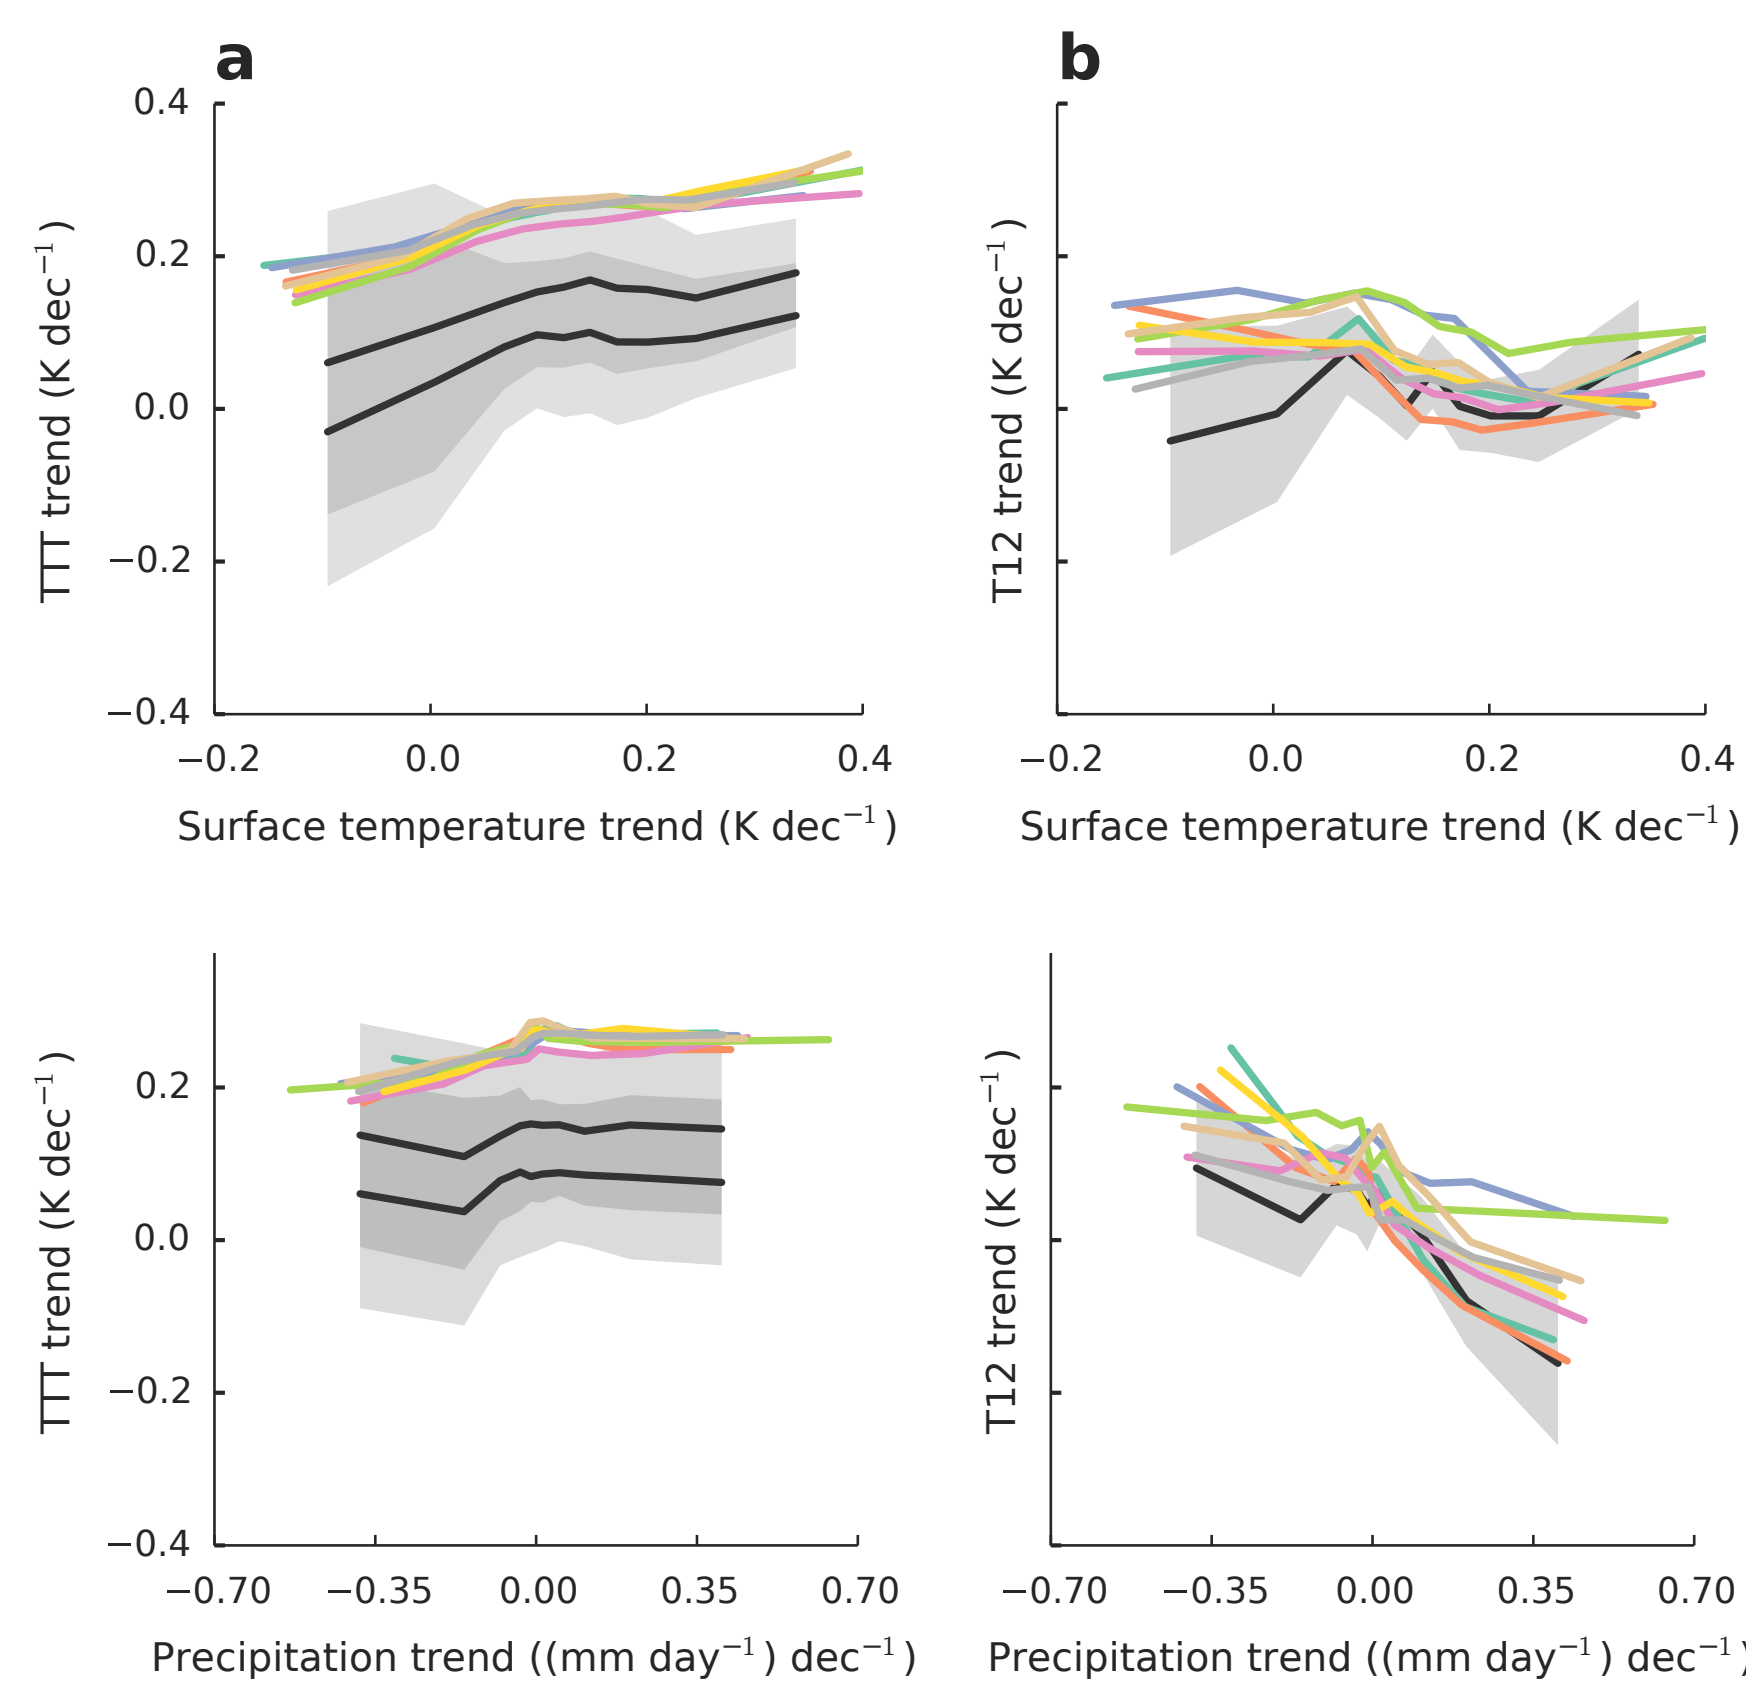 a
b
0.4
0.2
0.0
−0.2
−0.4
TTT trend (K dec−1)
−0.2 0.0 0.2 0.4
Surface temperature trend (K dec−1)
T12 trend (K dec−1)
−0.2 0.0 0.2 0.4
Surface temperature trend (K dec−1)
0.2
0.0
−0.2
−0.4
TTT trend (K dec−1)
−0.70 −0.35 0.00 0.35 0.70
Precipitation trend ((mm day−1) dec−1)
T12 trend (K dec−1)
−0.70 −0.35 0.00 0.35 0.70
Precipitation trend ((mm day−1) dec−1)